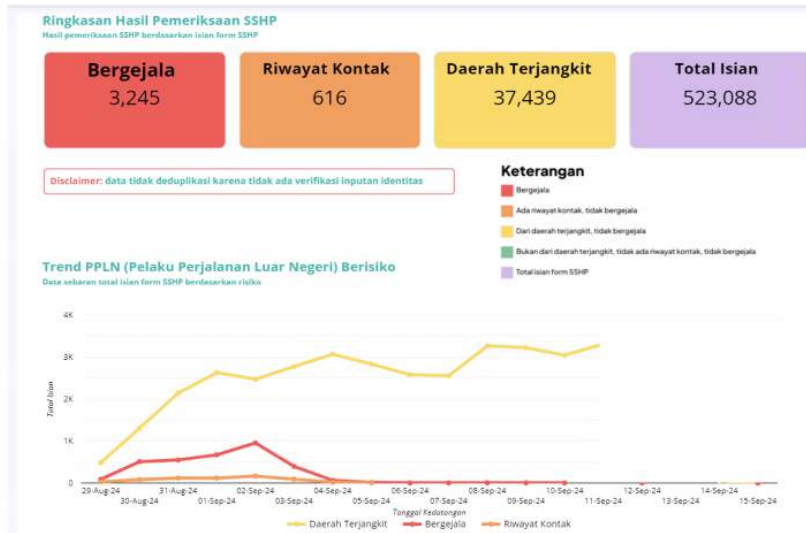 Ringkasan Hasil Pemeriksaan SSHP
Hasil pemeriksaan SSHP berdasarkan isian form SSHP
Bergejala
3,245
Riwayat Kontak
616
Daerah Terjangkit
37,439
Total Isian
523,088
Disclaimer: data tidak deduplikasi karena tidak ada verifikasi inputan identitas
Keterangan
Bergejala
Ada riwayat kontak, tidak bergejala
Dari daerah terjangkit, tidak bergejala
Bukan dari daerah terjangkit, tidak ada riwayat kontak, tidak bergejala
Total isian form SSHP
Trend PPLN (Pelaku Perjalanan Luar Negeri) Berisiko
Data sebaran total isian form SSHP berdasarkan risiko
4K
3K
2K
1K
0
Total Isian
29-Aug-24
30-Aug-24
31-Aug-24
01-Sep-24
02-Sep-24
03-Sep-24
04-Sep-24
05-Sep-24
06-Sep-24
07-Sep-24
08-Sep-24
09-Sep-24
10-Sep-24
11-Sep-24
12-Sep-24
13-Sep-24
14-Sep-24
15-Sep-24
Tanggal Kedatangan
Daerah Terjangkit
Bergejala
Riwayat Kontak